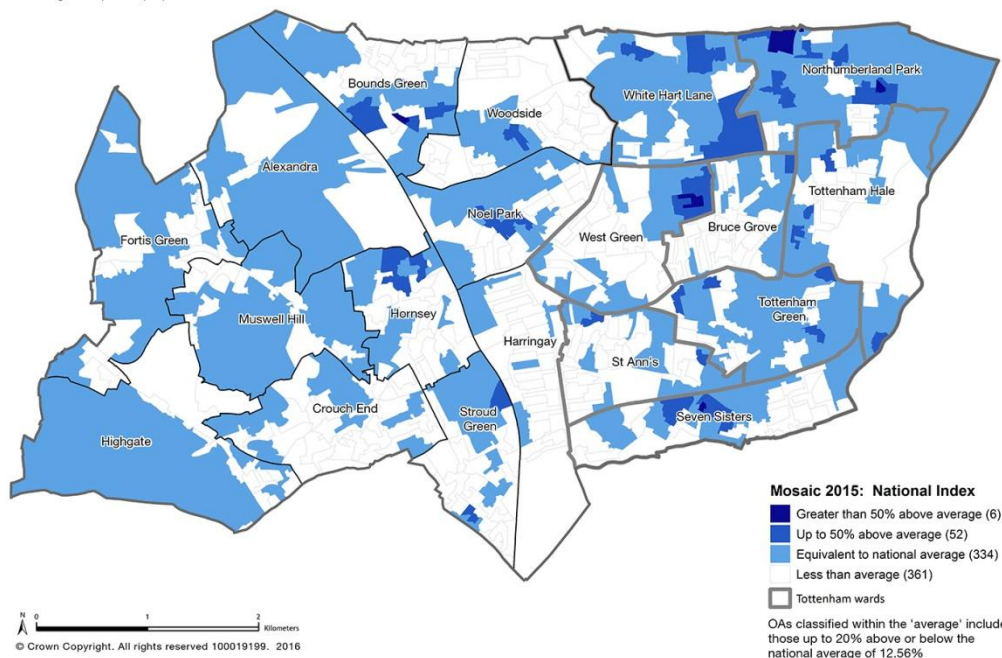 Bounds Green
Woodside
White Hart Lane
Northumberland Park
Alexandra
Tottenham Hale
Noel Park
West Green
Bruce Grove
Fortis Green
Muswell Hill
Hornsey
Harringay
Tottenham
Green
St Ann's
Crouch End
Stroud
Green
Seven Sisters
Highgate
Mosaic 2015: National Index
Greater than 50% above average (6)
Up to 50% above average (52)
Equivalent to national average (334)
Less than average (361)
Tottenham wards
OAs classified within the 'average' include
those up to 20% above or below the
national average of 12.56%
N
0 1 2
Kilometers
© Crown Copyright. All rights reserved 100019199. 2016